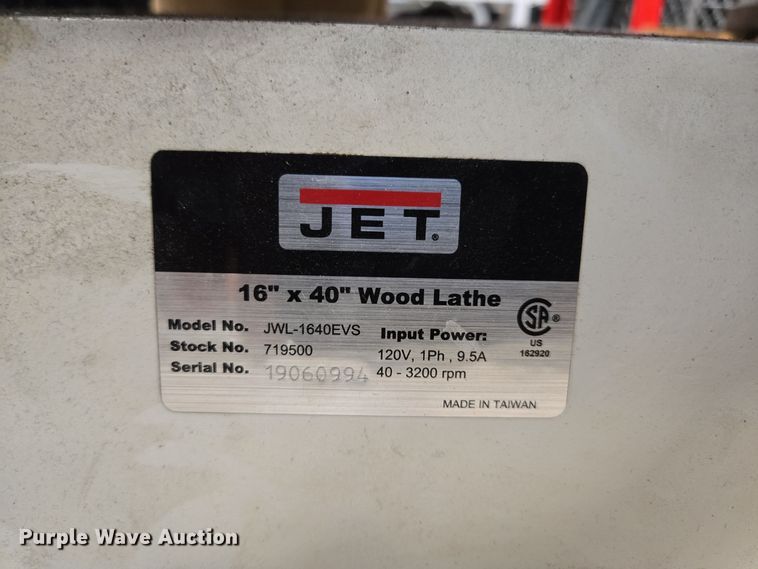 JET®
16" x 40" Wood Lathe
Model No. JWL-1640EVS
Stock No. 719500
Serial No. 19060994
Input Power:
120V, 1Ph , 9.5A
40 - 3200 rpm
SA ®
US
162920
MADE IN TAIWAN
Purple Wave Auction